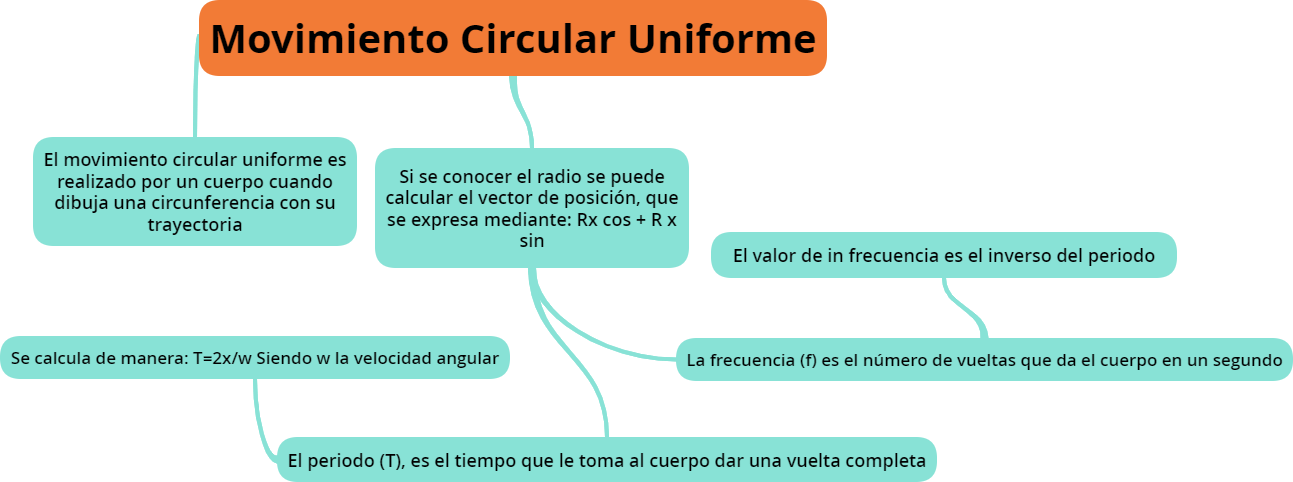 Movimiento Circular Uniforme
El movimiento circular uniforme es
realizado por un cuerpo cuando
dibuja una circunferencia con su
trayectoria
Si se conocer el radio se puede
calcular el vector de posición, que
se expresa mediante: Rx cos + R x
sin
El valor de in frecuencia es el inverso del periodo
Se calcula de manera: T=2x/w Siendo w la velocidad angular
La frecuencia (f) es el número de vueltas que da el cuerpo en un segundo
El periodo (T), es el tiempo que le toma al cuerpo dar una vuelta completa